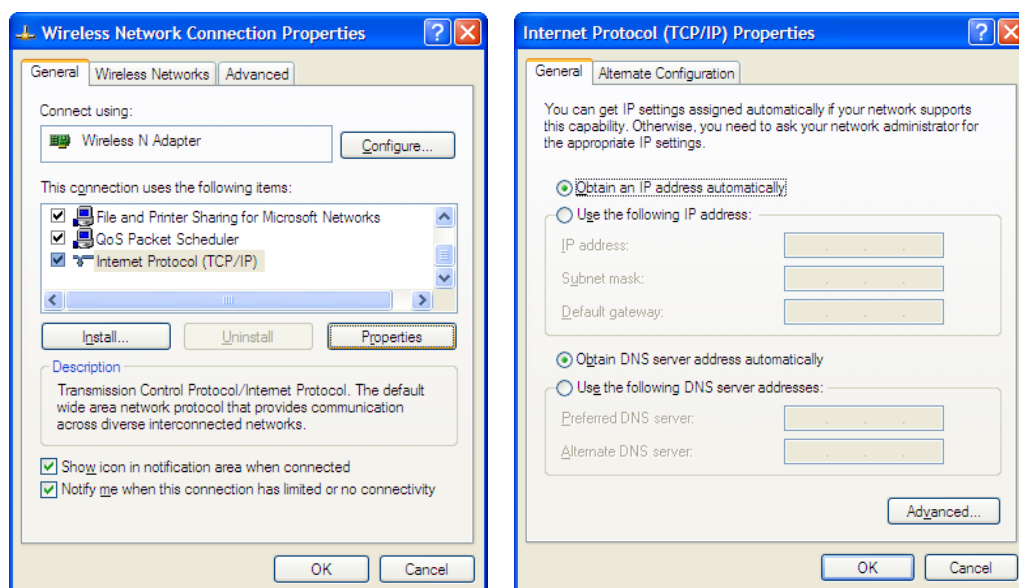 Wireless Network Connection Properties
General
Wireless Networks
Advanced
Connect using:
Wireless N Adapter
Configure...
This connection uses the following items:
File and Printer Sharing for Microsoft Networks
QoS Packet Scheduler
Internet Protocol (TCP/IP)
Install...
Uninstall
Properties
Description
Transmission Control Protocol/Internet Protocol. The default
wide area network protocol that provides communication
across diverse interconnected networks.
Show icon in notification area when connected
Notify me when this connection has limited or no connectivity
OK
Cancel
Internet Protocol (TCP/IP) Properties
General
Alternate Configuration
You can get IP settings assigned automatically if your network supports
this capability. Otherwise, you need to ask your network administrator for
the appropriate IP settings.
Obtain an IP address automatically
Use the following IP address:
IP address:
Subnet mask:
Default gateway:
Obtain DNS server address automatically
Use the following DNS server addresses:
Preferred DNS server:
Alternate DNS server:
Advanced...
OK
Cancel